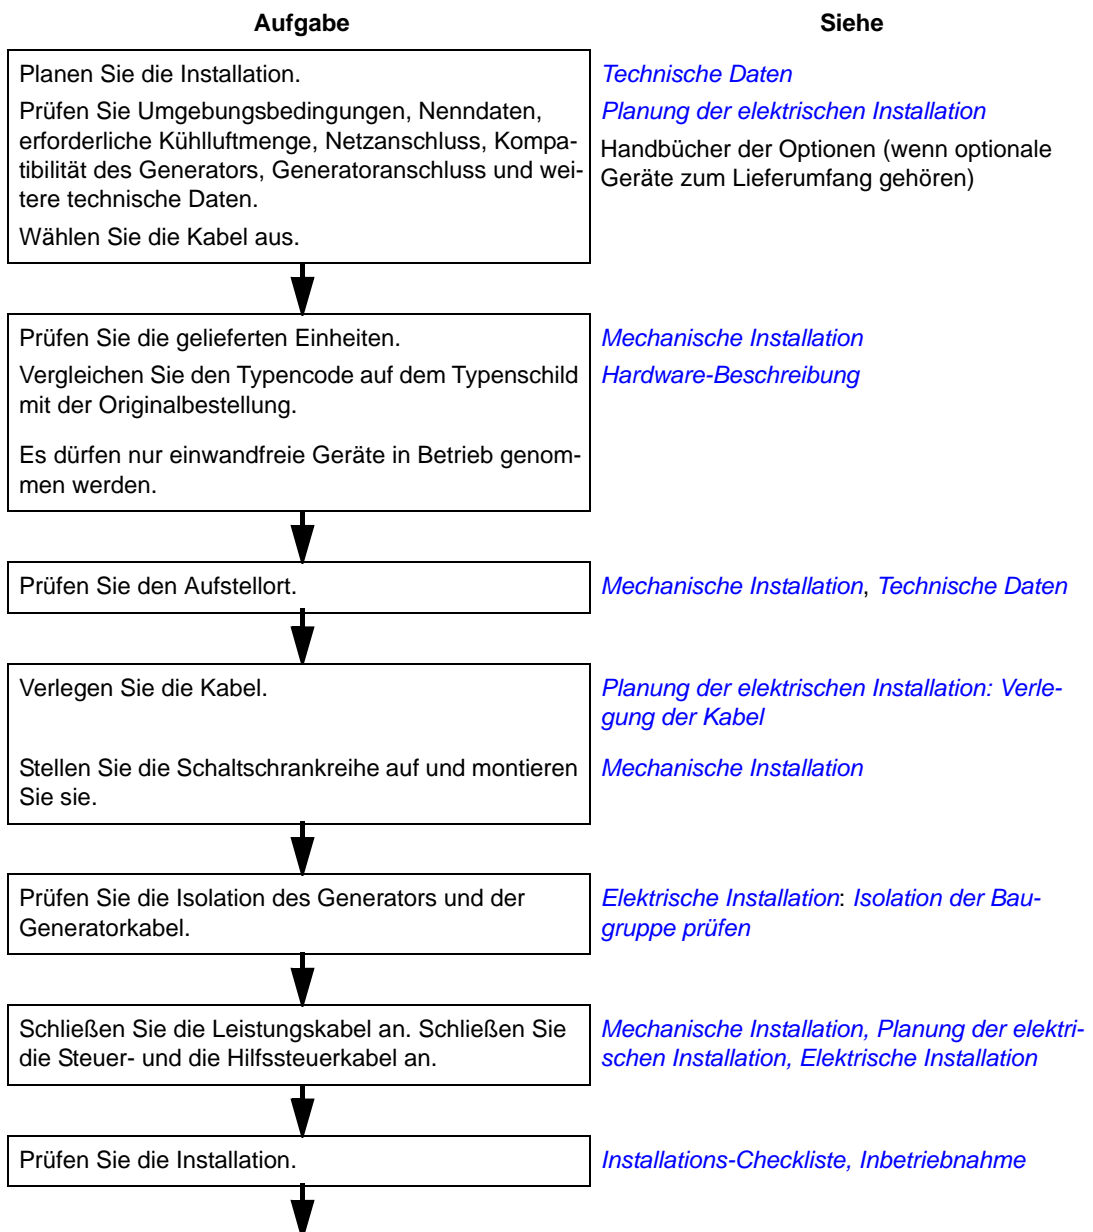 Aufgabe
Siehe
Planen Sie die Installation.
Prüfen Sie Umgebungsbedingungen, Nenndaten,
erforderliche Kühlluftmenge, Netzanschluss, Kompa-
tibilität des Generators, Generatoranschluss und wei-
tere technische Daten.
Wählen Sie die Kabel aus.
Technische Daten
Planung der elektrischen Installation
Handbücher der Optionen (wenn optionale
Geräte zum Lieferumfang gehören)
Prüfen Sie die gelieferten Einheiten.
Vergleichen Sie den Typencode auf dem Typenschild
mit der Originalbestellung.
Es dürfen nur einwandfreie Geräte in Betrieb genom-
men werden.
Mechanische Installation
Hardware-Beschreibung
Prüfen Sie den Aufstellort.
Mechanische Installation, Technische Daten
Verlegen Sie die Kabel.
Planung der elektrischen Installation: Verle-
gung der Kabel
Stellen Sie die Schaltschrankreihe auf und montieren
Sie sie.
Mechanische Installation
Prüfen Sie die Isolation des Generators und der
Generatorkabel.
Elektrische Installation: Isolation der Bau-
gruppe prüfen
Schließen Sie die Leistungskabel an. Schließen Sie
die Steuer- und die Hilfssteuerkabel an.
Mechanische Installation, Planung der elektri-
schen Installation, Elektrische Installation
Prüfen Sie die Installation.
Installations-Checkliste, Inbetriebnahme